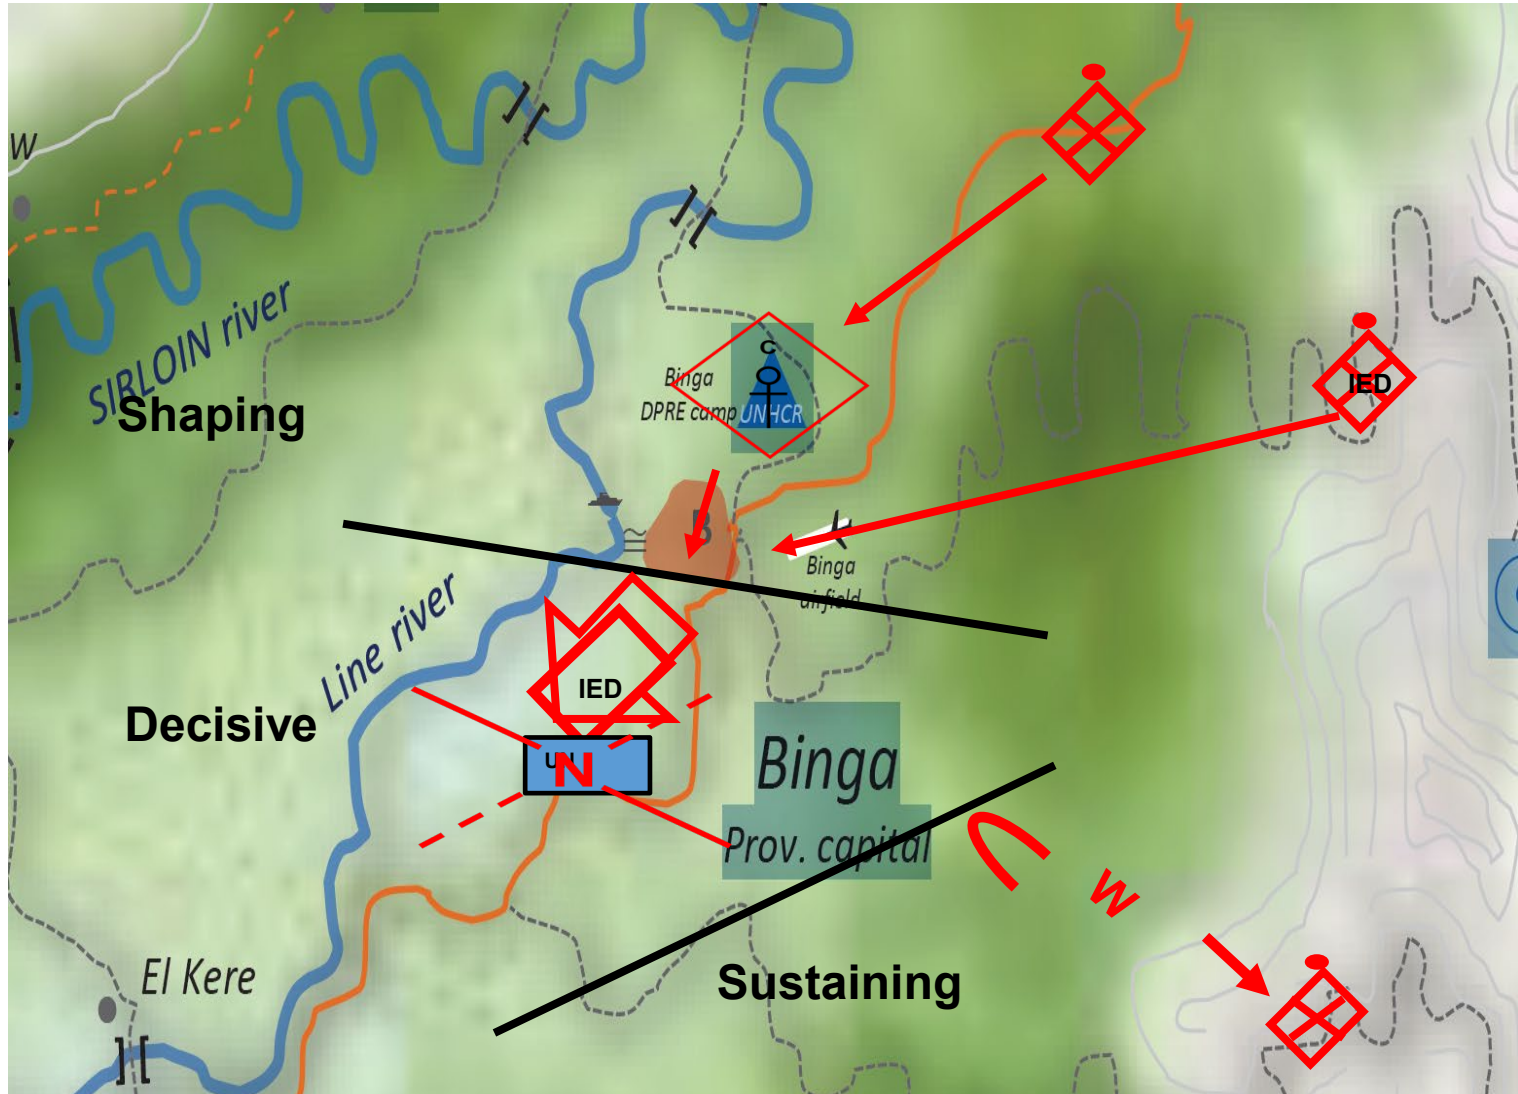 W
SIRLOIN river
Shaping
C
Binga
DPRE camp
UNHCR
IED
B
Binga
airfield
Line river
IED
Decisive
U
N
Binga
Prov. capital
W
El Kere
Sustaining
] [